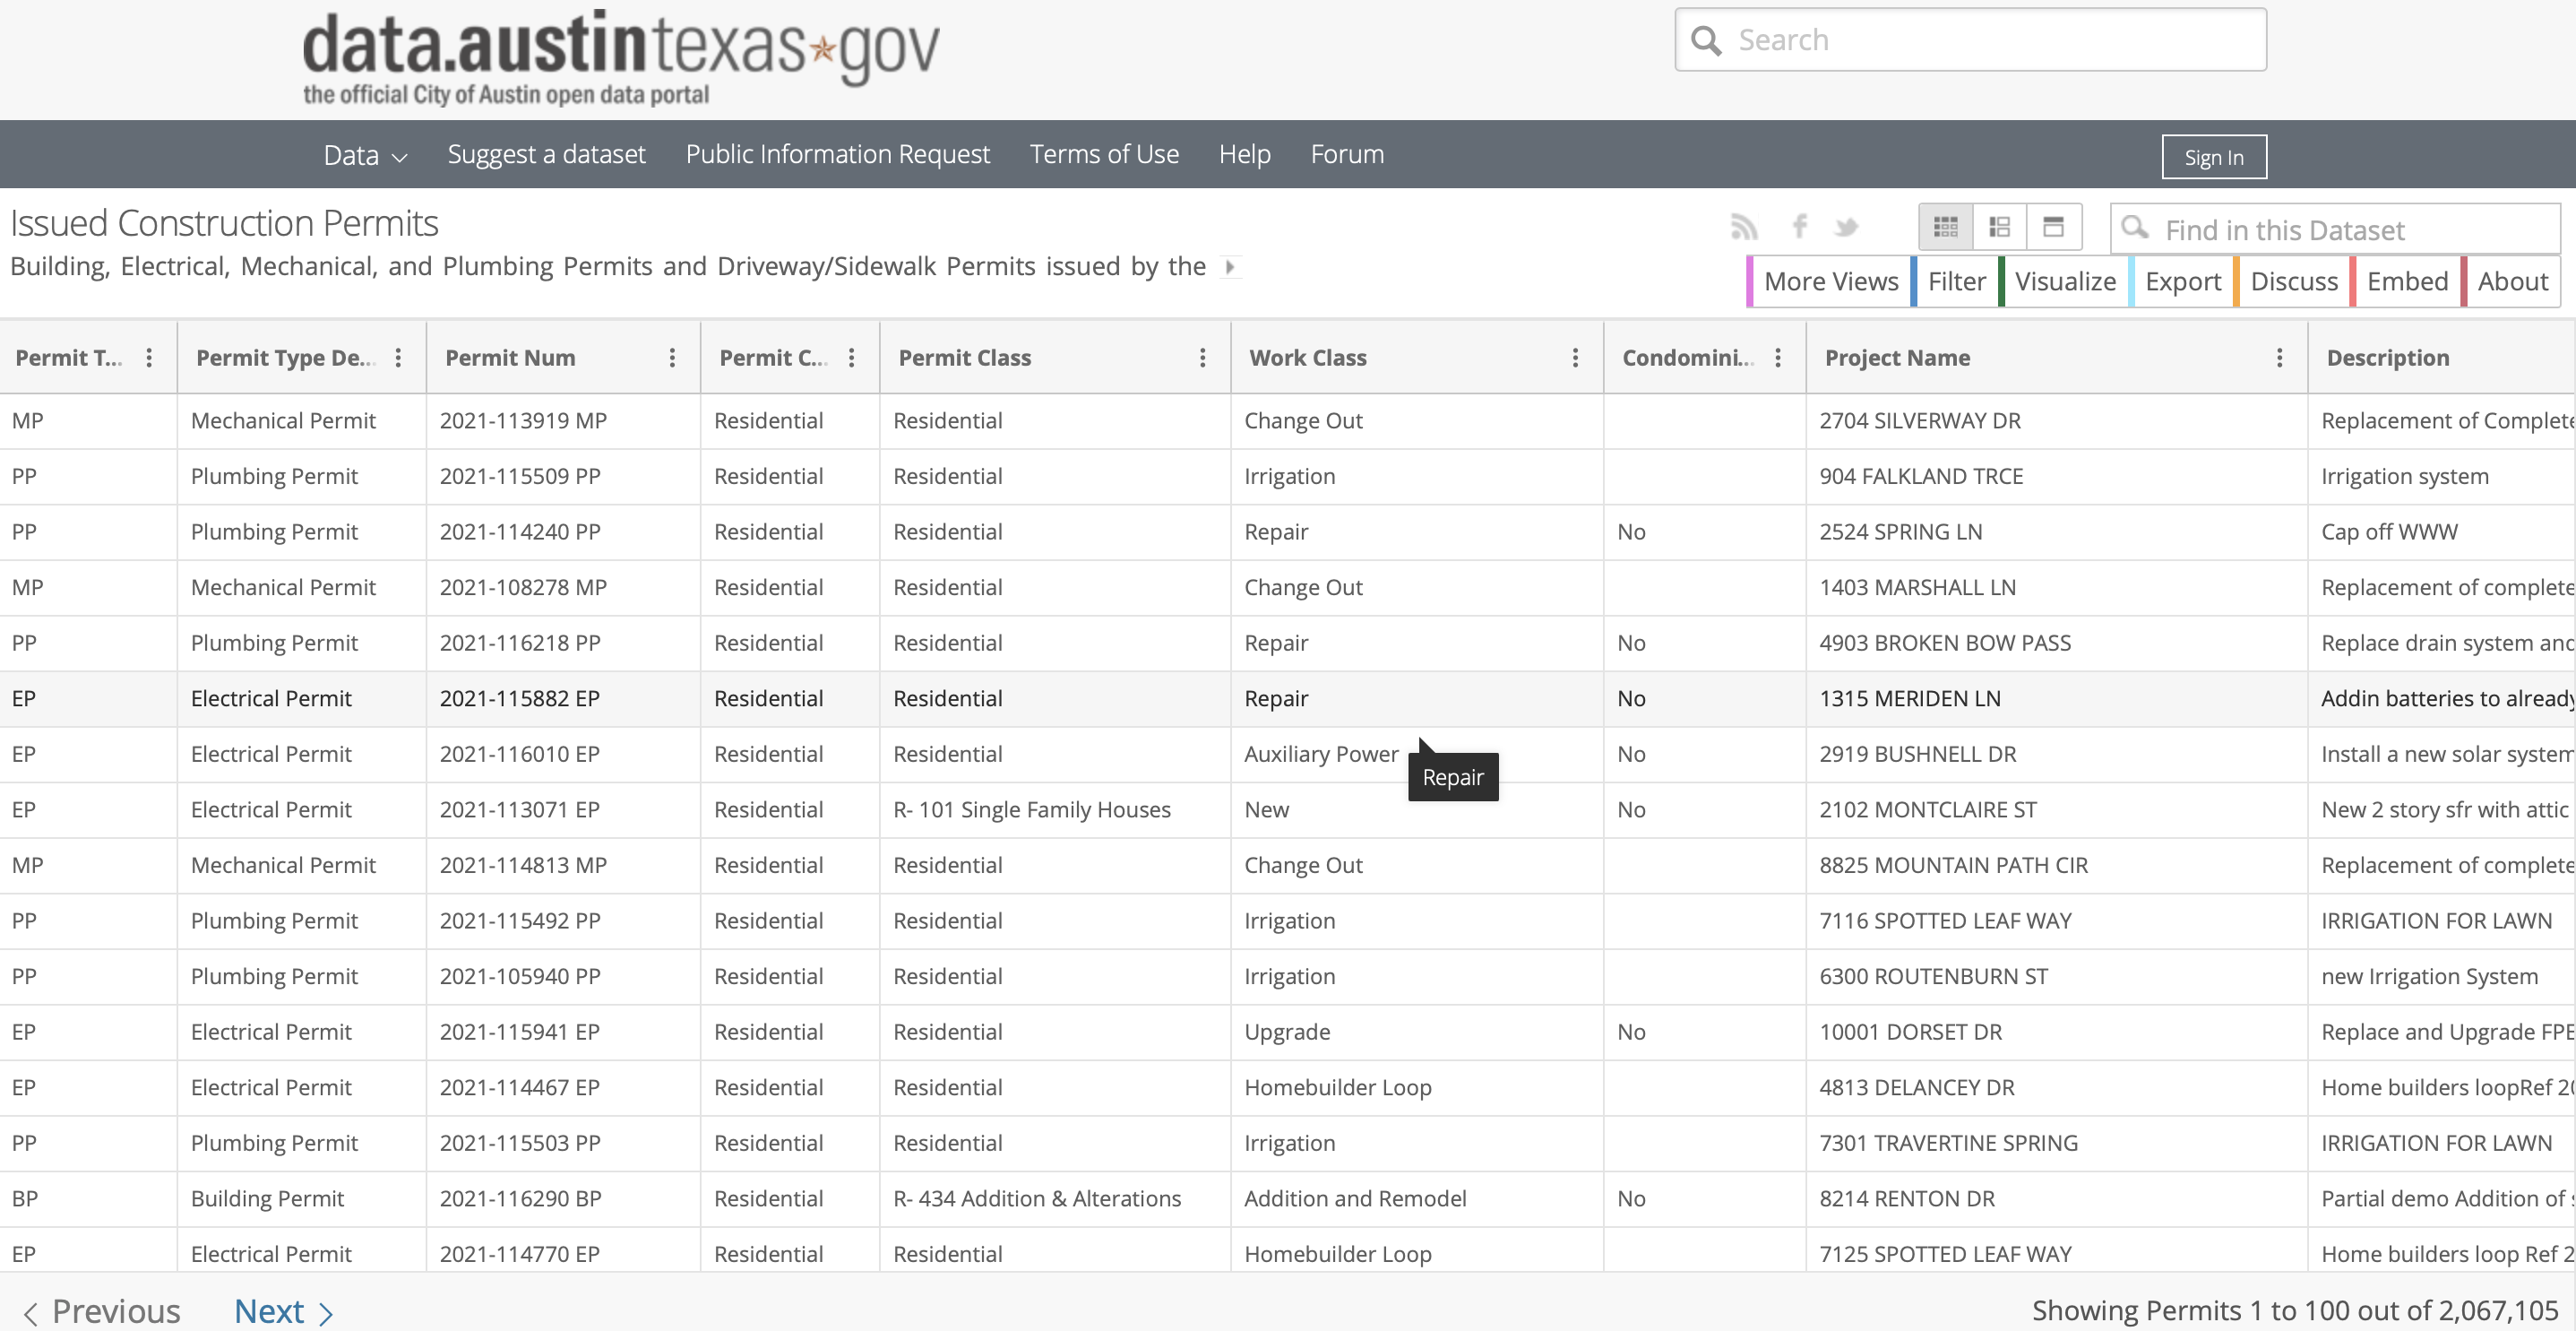 data.austintexas gov
the official City of Austin open data portal
Search
Data Suggest a dataset Public Information Request Terms of Use Help Forum Sign In
Issued Construction Permits
Find in this Dataset
Building, Electrical, Mechanical, and Plumbing Permits and Driveway/Sidewalk Permits issued by the
More Views Filter Visualize Export Discuss Embed About
Permit T... Permit Type De... Permit Num Permit C... Permit Class Work Class Condomini... Project Name Description
MP Mechanical Permit 2021-113919 MP Residential Residential Change Out 2704 SILVERWAY DR Replacement of Complete
PP Plumbing Permit 2021-115509 PP Residential Residential Irrigation 904 FALKLAND TRCE Irrigation system
PP Plumbing Permit 2021-114240 PP Residential Residential Repair No 2524 SPRING LN Cap off WWW
MP Mechanical Permit 2021-108278 MP Residential Residential Change Out 1403 MARSHALL LN Replacement of complete
PP Plumbing Permit 2021-116218 PP Residential Residential Repair No 4903 BROKEN BOW PASS Replace drain system and
EP Electrical Permit 2021-115882 EP Residential Residential Repair No 1315 MERIDEN LN Addin batteries to already
EP Electrical Permit 2021-116010 EP Residential Residential Auxiliary Power No 2919 BUSHNELL DR Install a new solar system
Repair
EP Electrical Permit 2021-113071 EP Residential R- 101 Single Family Houses New No 2102 MONTCLAIRE ST New 2 story sfr with attic
MP Mechanical Permit 2021-114813 MP Residential Residential Change Out 8825 MOUNTAIN PATH CIR Replacement of complete
PP Plumbing Permit 2021-115492 PP Residential Residential Irrigation 7116 SPOTTED LEAF WAY IRRIGATION FOR LAWN
PP Plumbing Permit 2021-105940 PP Residential Residential Irrigation 6300 ROUTENBURN ST new Irrigation System
EP Electrical Permit 2021-115941 EP Residential Residential Upgrade No 10001 DORSET DR Replace and Upgrade FPE
EP Electrical Permit 2021-114467 EP Residential Residential Homebuilder Loop 4813 DELANCEY DR Home builders loopRef 20
PP Plumbing Permit 2021-115503 PP Residential Residential Irrigation 7301 TRAVERTINE SPRING IRRIGATION FOR LAWN
BP Building Permit 2021-116290 BP Residential R- 434 Addition & Alterations Addition and Remodel No 8214 RENTON DR Partial demo Addition of
EP Electrical Permit 2021-114770 EP Residential Residential Homebuilder Loop 7125 SPOTTED LEAF WAY Home builders loop Ref 2
Previous Next Showing Permits 1 to 100 out of 2,067,105